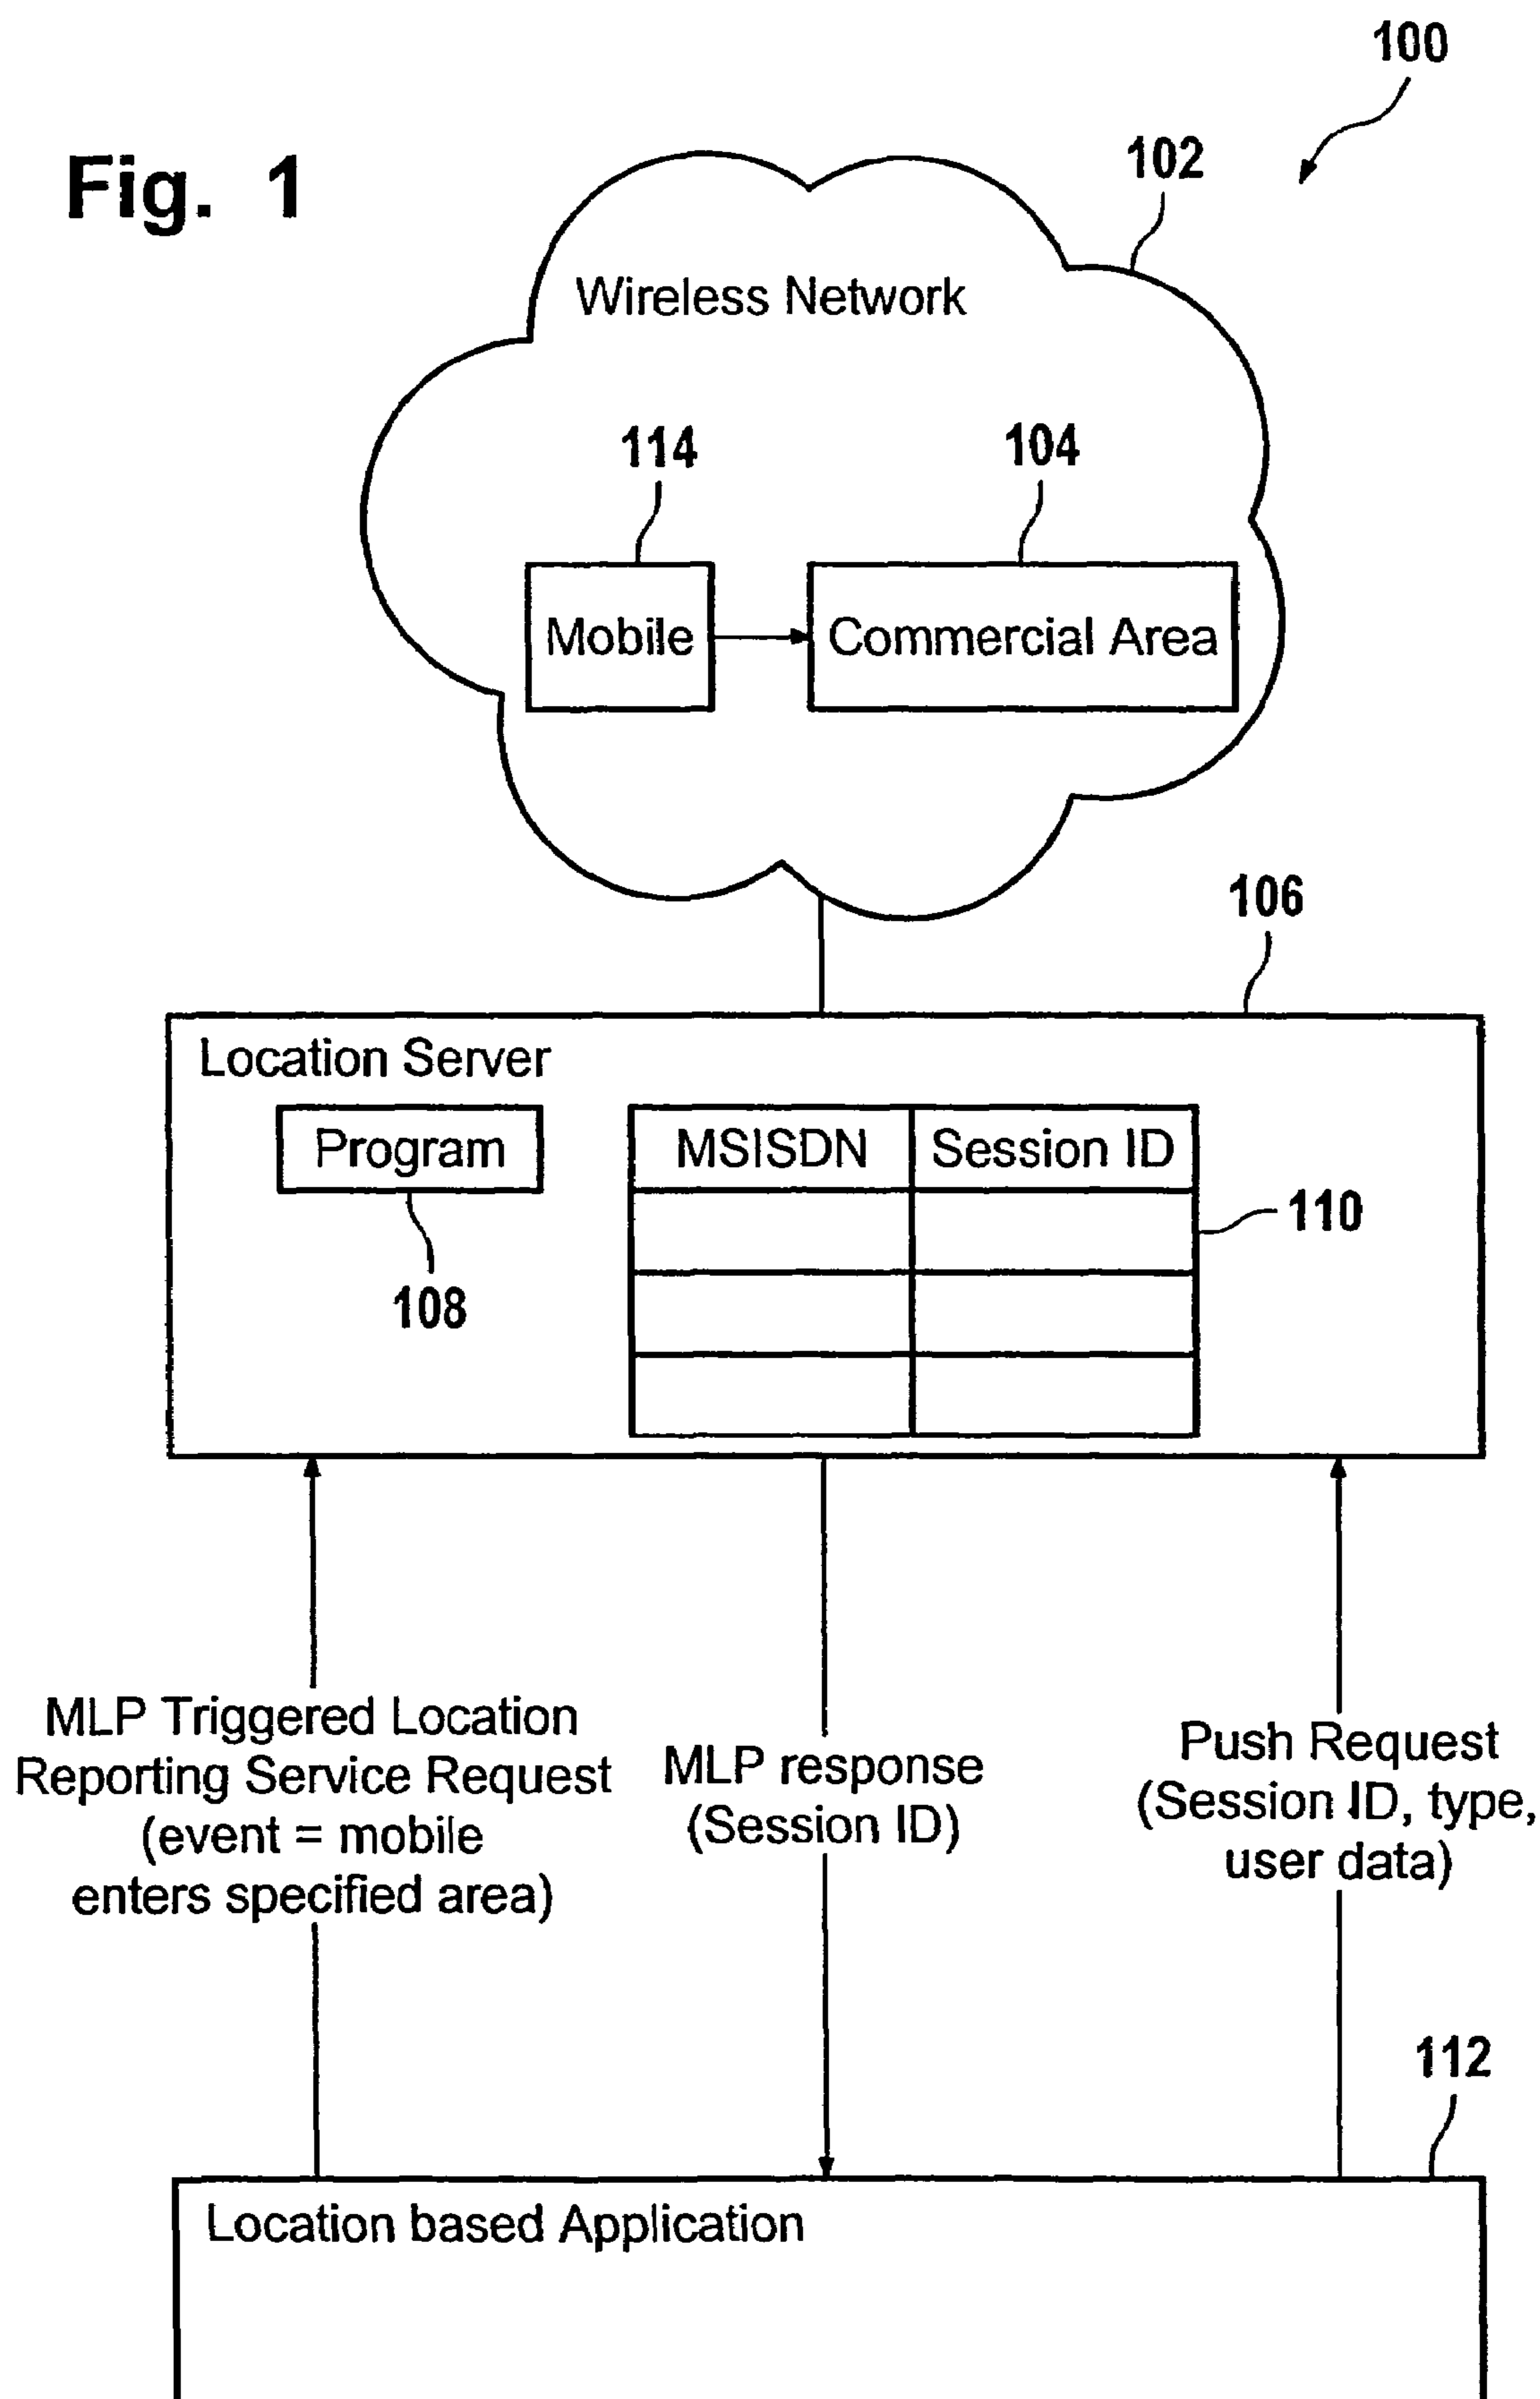 100
Fig. 1
102
Wireless Network
114
104
Mobile
Commercial Area
106
Location Server
Program
MSISDN
Session ID
110
108
MLP Triggered Location
Reporting Service Request
(event = mobile
enters specified area)
MLP response
(Session ID)
Push Request
(Session ID, type,
user data)
112
Location based Application